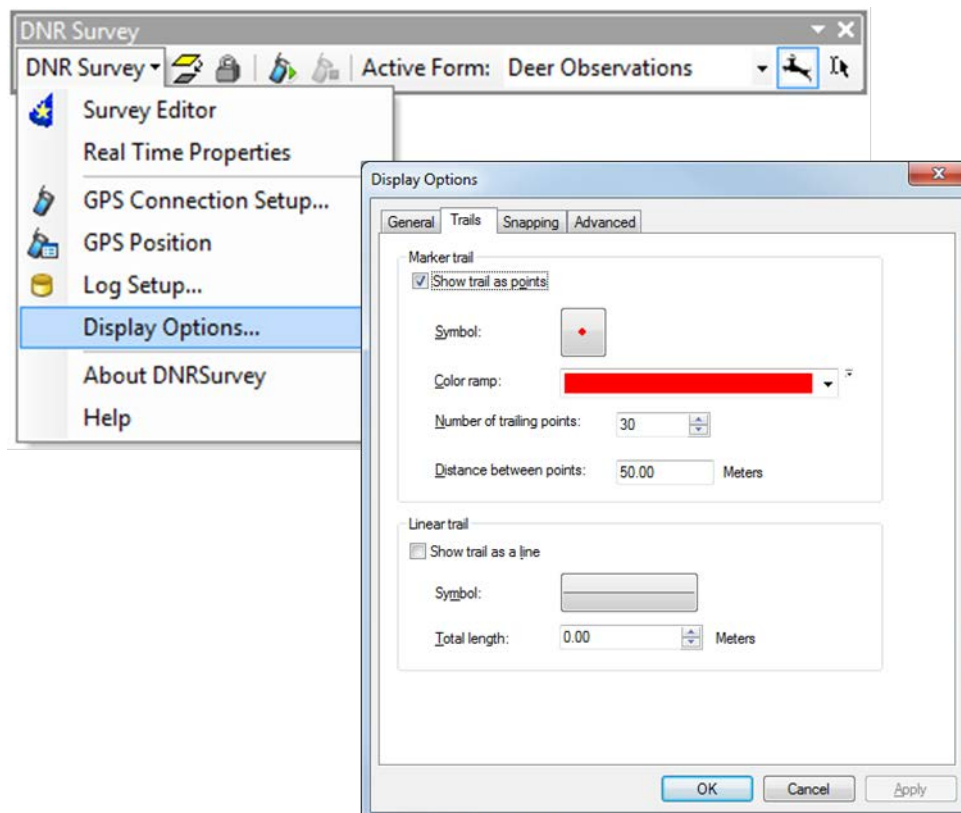 DNR Survey
DNR Survey Active Form: Deer Observations
Survey Editor
Real Time Properties
GPS Connection Setup...
GPS Position
Log Setup...
Display Options...
About DNRSurvey
Help
Display Options
General Trails Snapping Advanced
Marker trail
Show trail as points
Symbol:
Color ramp:
Number of trailing points: 30
Distance between points: 50.00 Meters
Linear trail
Show trail as a line
Symbol:
Total length: 0.00 Meters
OK Cancel Apply